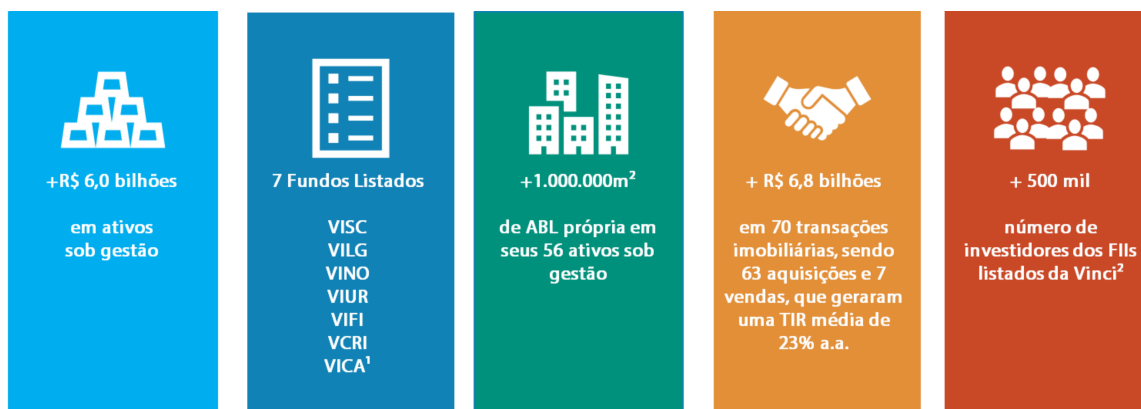 +R$ 6,0 bilhões
em ativos
sob gestão
7 Fundos Listados
VISC
VILG
VINO
VIUR
VIFI
VCRI
VICA¹
+1.000.000m²
de ABL própria em
seus 56 ativos sob
gestão
+ R$ 6,8 bilhões
em 70 transações
imobiliárias, sendo
63 aquisições e 7
vendas, que geraram
uma TIR média de
23% a.a.
+ 500 mil
número de
investidores dos FIIs
listados da Vinci²